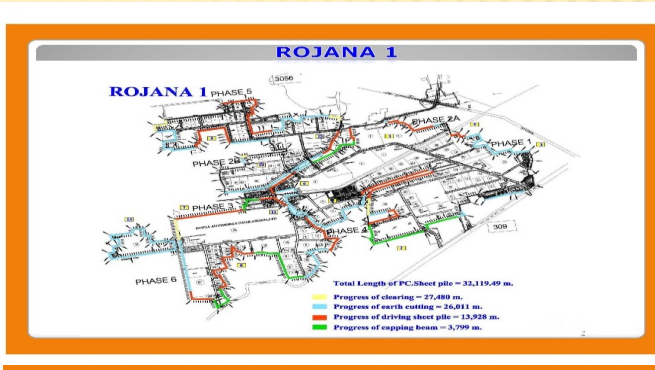 ROJANA 1
3056
ROJANA 1
PHASE 5
PHASE 2A
PHASE 1
PHASE 2B
PHASE 3
PHASE 4
309
PHASE 6
Total Length of PC.Sheet pile = 32,119.49 m.
Progress of clearing = 27,480 m.
Progress of earth cutting = 26,011 m.
Progress of driving sheet pile = 13,928 m.
Progress of capping beam = 3,799 m.